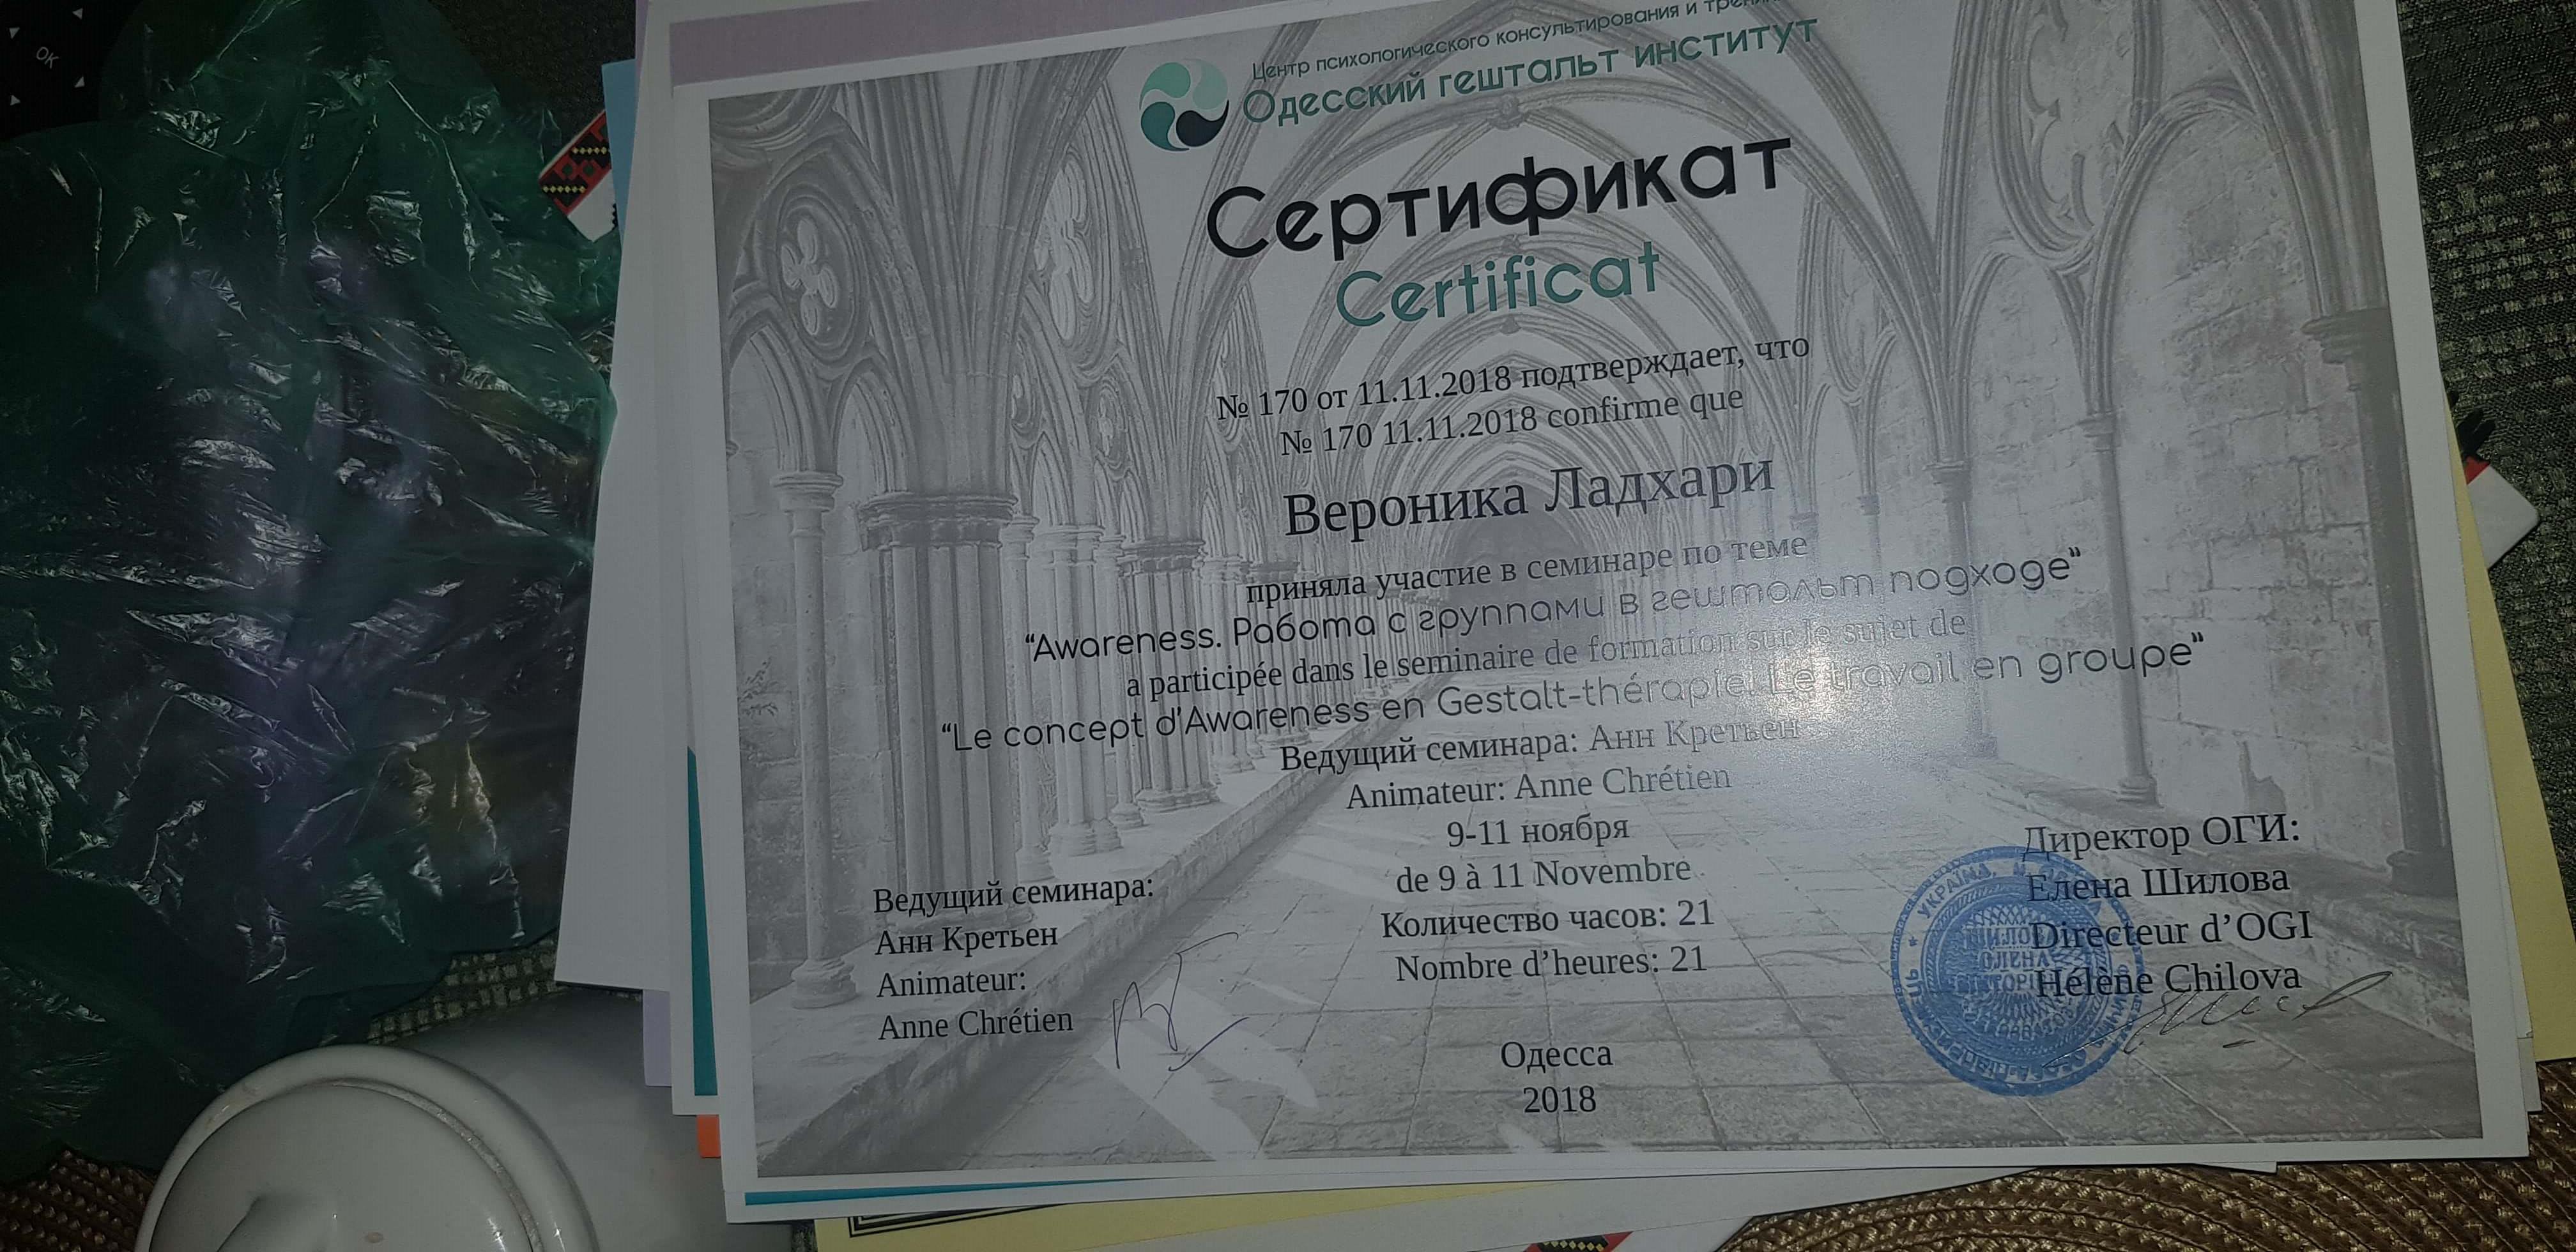 OK
Центр психологического консультирования и
Одесский гештальт институт
Сертификат
Certificat
№ 170 от 11.11.2018 подтверждает, что
№ 170 11.11.2018 confirme que
Вероника Ладхари
приняла участие в семинаре по теме
“Awareness. Работа с группами в гештальт подходе”
a participée dans le seminaire de formation sur le sujet de
“Le concept d’Awareness en Gestalt-thérapie. Le travail en groupe”
Ведущий семинара: Анн Кретьен
Animateur: Anne Chrétien
9-11 ноября
de 9 à 11 Novembre
Количество часов: 21
Nombre d’heures: 21
Ведущий семинара:
Анн Кретьен
Animateur:
Anne Chrétien
Директор ОГИ:
Елена Шилова
Directeur d’OGI
Hélène Chilova
УКРАЇНА
ОЛЕНА
Одесса
2018